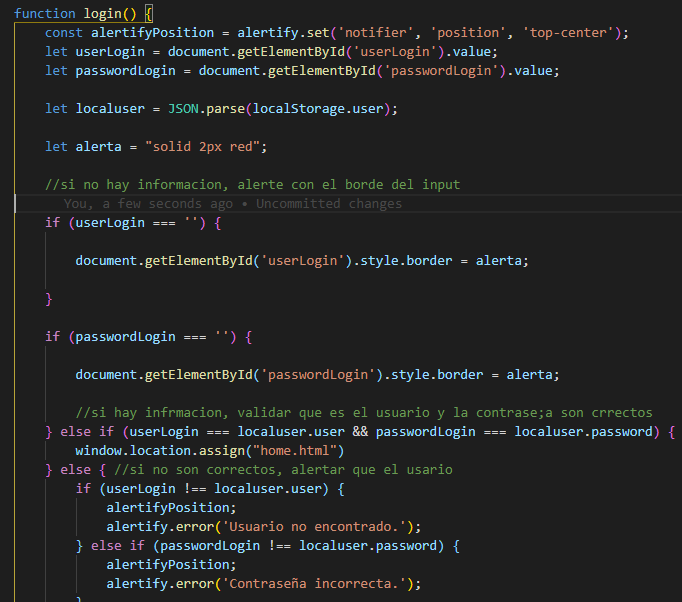 function login() {
const alertifyPosition = alertify.set('notifier', 'position', 'top-center');
let userLogin = document.getElementById('userLogin').value;
let passwordLogin = document.getElementById('passwordLogin').value;
let localuser = JSON.parse(localStorage.user);
let alerta = "solid 2px red";
//si no hay informacion, alerte con el borde del input
You, a few seconds ago • Uncommitted changes
if (userLogin === '') {
document.getElementById('userLogin').style.border = alerta;
}
if (passwordLogin === '') {
document.getElementById('passwordLogin').style.border = alerta;
//si hay infrmacion, validar que es el usuario y la contrase;a son crrectos
} else if (userLogin === localuser.user && passwordLogin === localuser.password) {
window.location.assign("home.html")
} else { //si no son correctos, alertar que el usario
if (userLogin !== localuser.user) {
alertifyPosition;
alertify.error('Usuario no encontrado.');
} else if (passwordLogin !== localuser.password) {
alertifyPosition;
alertify.error('Contraseña incorrecta.');
}